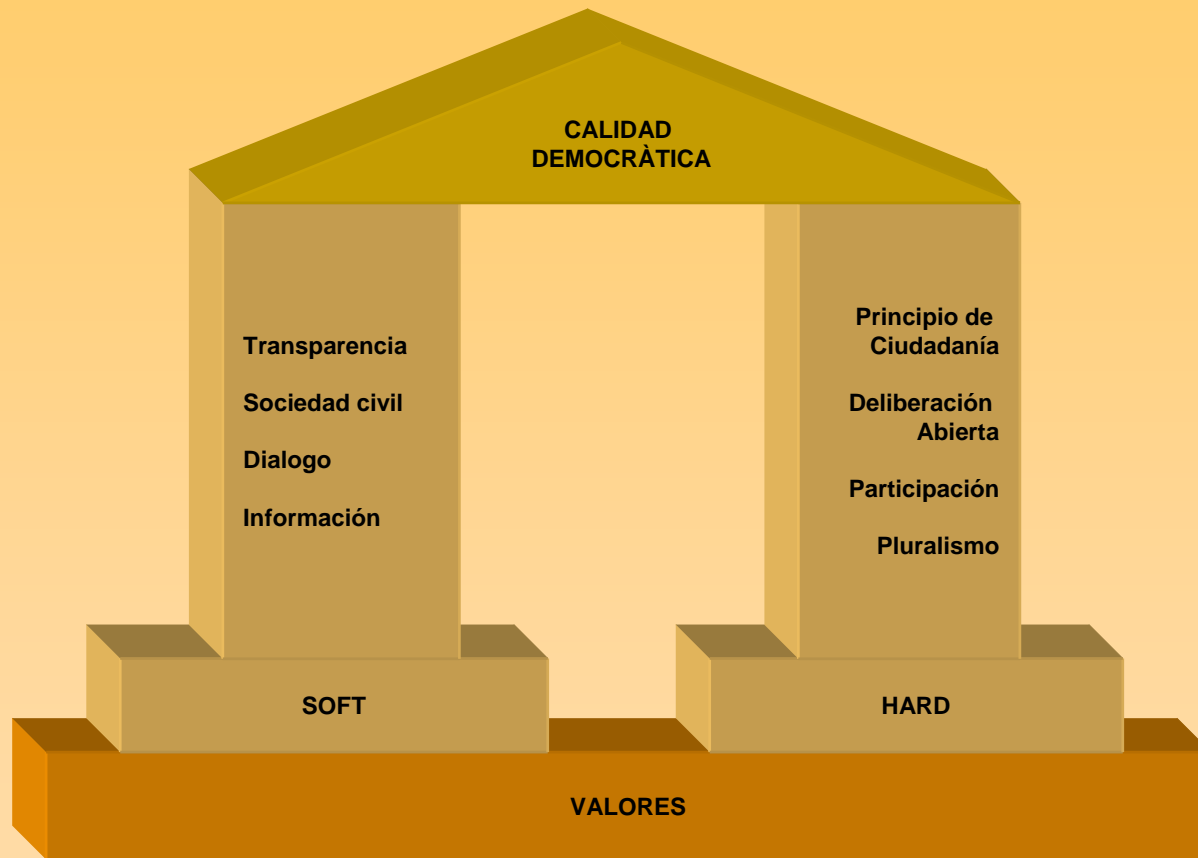 CALIDAD
DEMOCRÀTICA
Transparencia
Sociedad civil
Dialogo
Información
Principio de
Ciudadanía
Deliberación
Abierta
Participación
Pluralismo
SOFT
HARD
VALORES